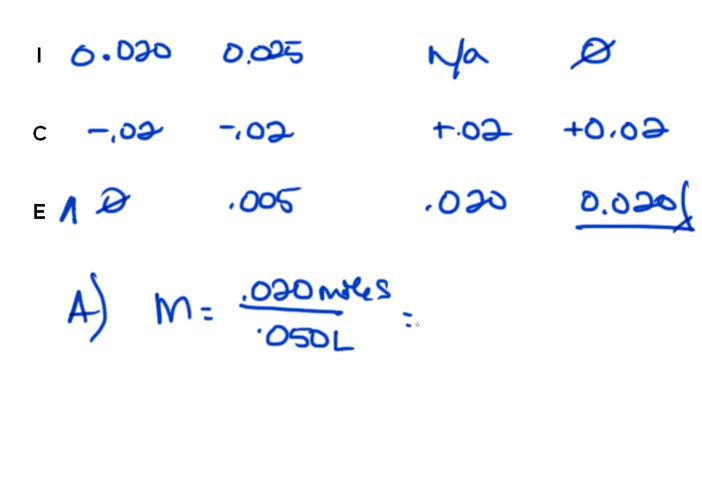 I 0.020 0.025 N/a Ø
C -.02 -.02 +.02 +0.02
E Ø .005 .020 0.020
A) M = .020 moles =
.050L